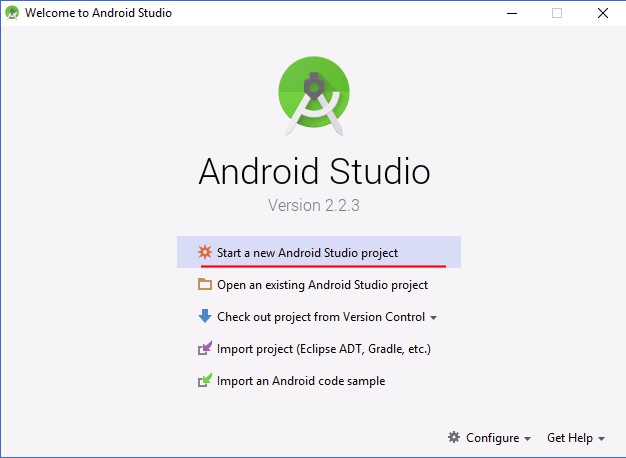 Welcome to Android Studio
Android Studio
Version 2.2.3
Start a new Android Studio project
Open an existing Android Studio project
Check out project from Version Control
Import project (Eclipse ADT, Gradle, etc.)
Import an Android code sample
Configure Get Help